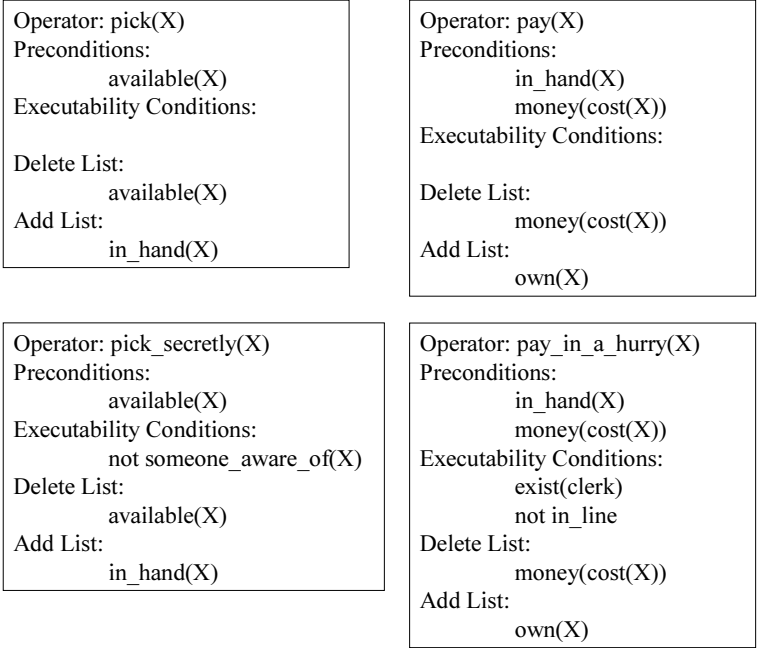 Operator: pick(X)
Preconditions:
available(X)
Executability Conditions:
Delete List:
available(X)
Add List:
in_hand(X)
Operator: pay(X)
Preconditions:
in_hand(X)
money(cost(X))
Executability Conditions:
Delete List:
money(cost(X))
Add List:
own(X)
Operator: pick_secretly(X)
Preconditions:
available(X)
Executability Conditions:
not someone_aware_of(X)
Delete List:
available(X)
Add List:
in_hand(X)
Operator: pay_in_a_hurry(X)
Preconditions:
in_hand(X)
money(cost(X))
Executability Conditions:
exist(clerk)
not in_line
Delete List:
money(cost(X))
Add List:
own(X)